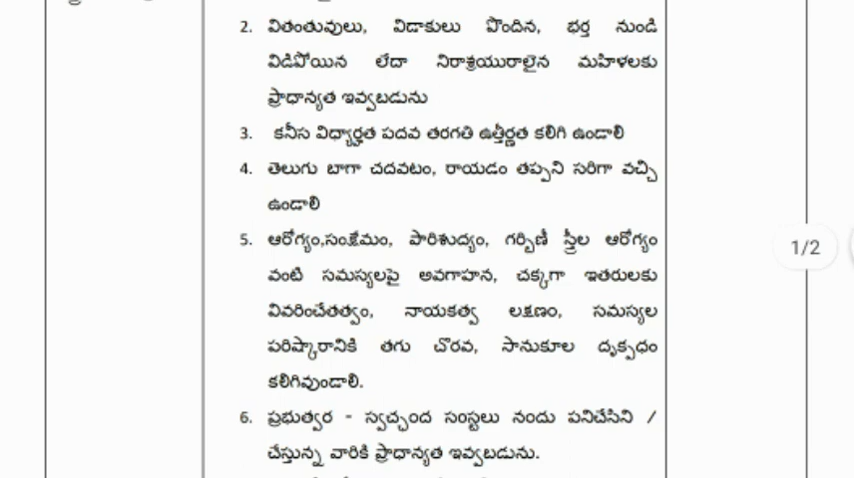 2. వితంతువులు, విడాకులు పొందిన, భర్త నుండి
విడిపోయిన లేదా నిరాశ్రయురాలైన మహిళలకు
ప్రాధాన్యత ఇవ్వబడును
3. కనీస విధ్యార్హత పదవ తరగతి ఉత్తీర్ణత కలిగి ఉండాలి
4. తెలుగు బాగా చదవటం, రాయడం తప్పని సరిగా వచ్చి
ఉండాలి
5. ఆరోగ్యం,సంక్షేమం, పారిశుద్యం, గర్భిణీ స్త్రీల ఆరోగ్యం
వంటి సమస్యలపై అవగాహన, చక్కగా ఇతరులకు
వివరించేతత్వం, నాయకత్వ లక్షణం, సమస్యల
పరిష్కారానికి తగు చొరవ, సానుకూల దృక్పధం
కలిగివుండాలి.
1/2
6. ప్రభుత్వర - స్వచ్ఛంద సంస్టలు నందు పనిచేసిని /
చేస్తున్న వారికి ప్రాధాన్యత ఇవ్వబడును.